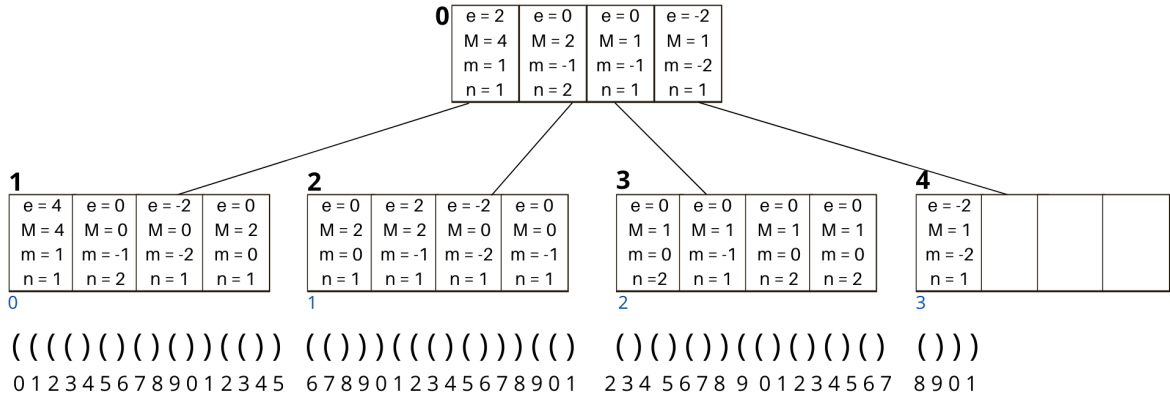 0
e = 2 e = 0 e = 0 e = -2
M = 4 M = 2 M = 1 M = 1
m = 1 m = -1 m = -1 m = -2
n = 1 n = 2 n = 1 n = 1
1 2 3 4
e = 4 e = 0 e = -2 e = 0 e = 0 e = 2 e = -2 e = 0 e = 0 e = 0 e = 0 e = 0 e = -2
M = 4 M = 0 M = 0 M = 2 M = 2 M = 2 M = 0 M = 0 M = 1 M = 1 M = 1 M = 1 M = 1
m = 1 m = -1 m = -2 m = 0 m = 0 m = -1 m = -2 m = -1 m = 0 m = -1 m = 0 m = 0 m = -2
n = 1 n = 2 n = 1 n = 1 n = 1 n = 1 n = 1 n = 1 n =2 n = 1 n = 2 n = 2 n = 1
0 1 2 3
( ( ( ( ) ( ) ( ) ( ) ) ( ( ) ) ( ( ) ) ) ( ( ( ) ( ) ) ) ( ( ) ( ) ( ) ( ) ) ( ( ) ( ) ( ) ( ) ( ) ) )
0 1 2 3 4 5 6 7 8 9 0 1 2 3 4 5 6 7 8 9 0 1 2 3 4 5 6 7 8 9 0 1 2 3 4 5 6 7 8 9 0 1 2 3 4 5 6 7 8 9 0 1